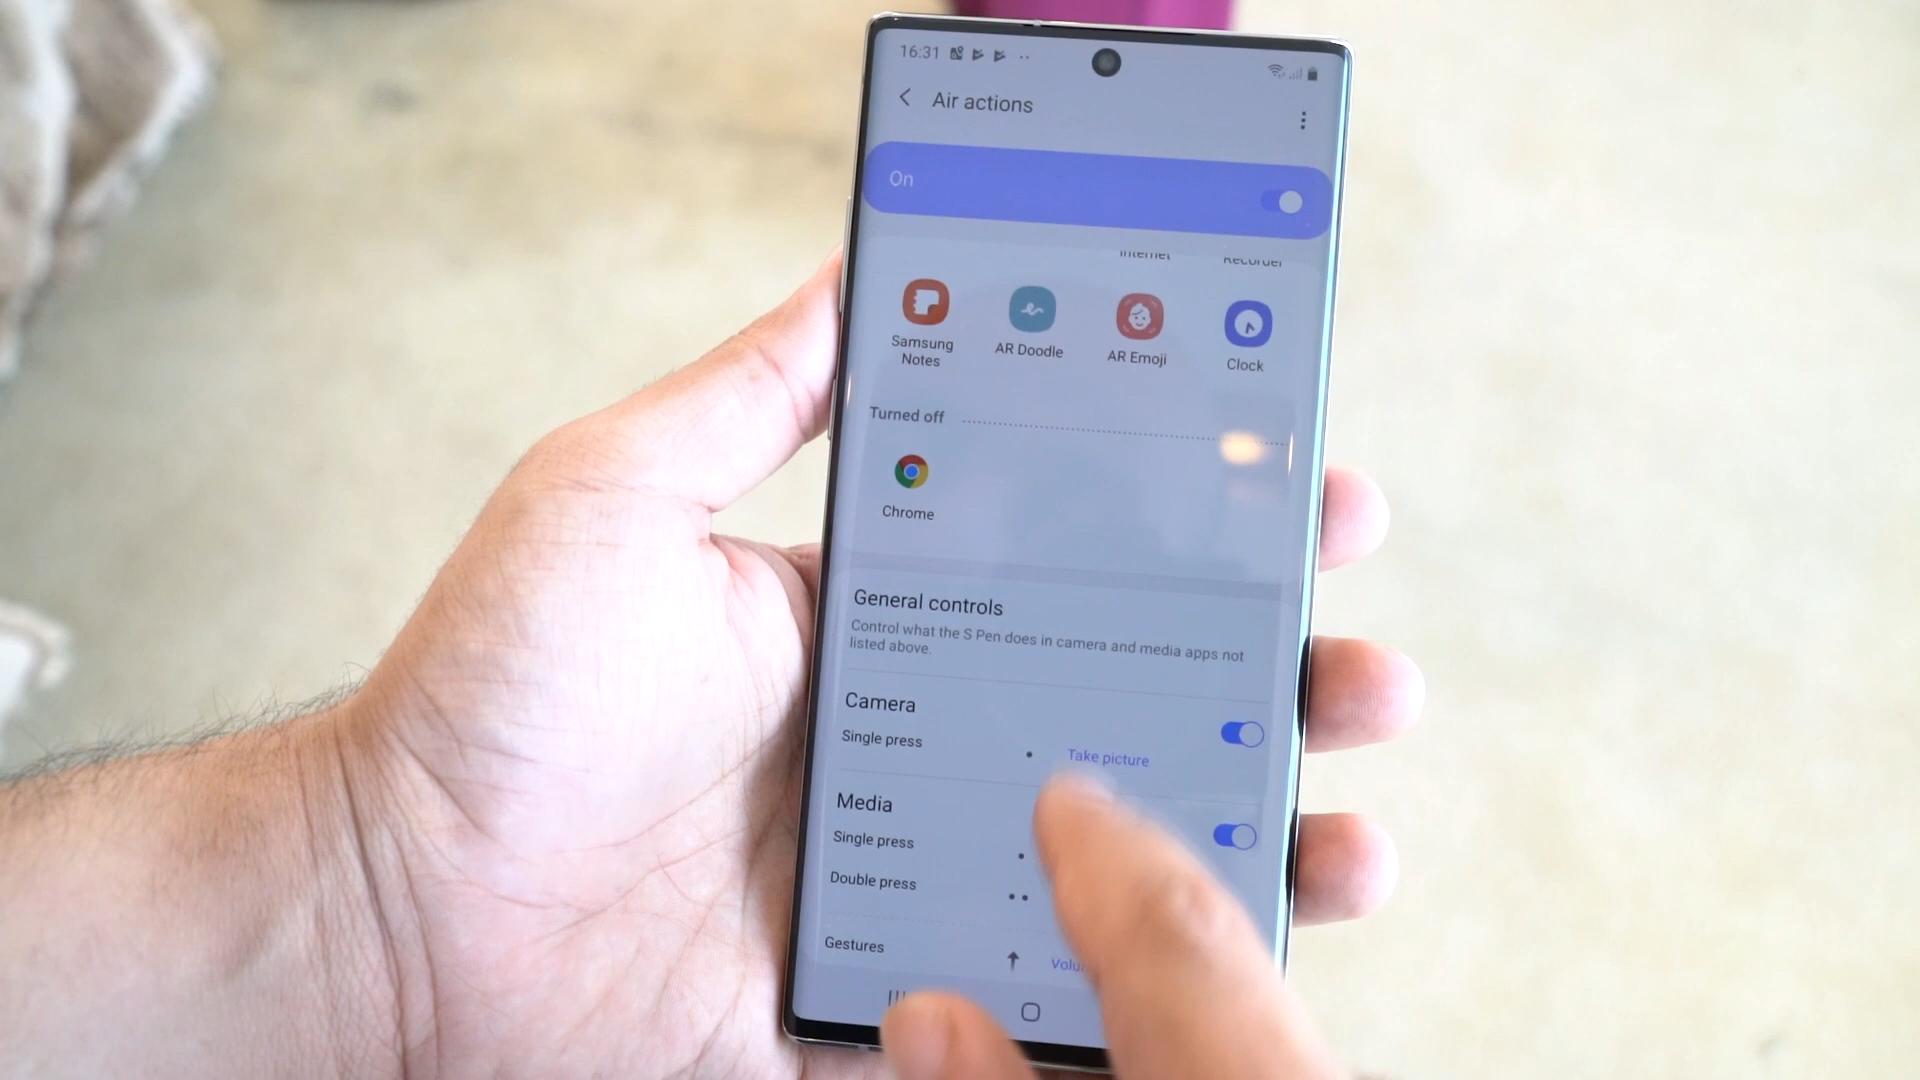 16:31
Air actions
On
Internet
Recorder
Samsung
Notes
AR Doodle
AR Emoji
Clock
Turned off
Chrome
General controls
Control what the S Pen does in camera and media apps not
listed above.
Camera
Single press
Take picture
Media
Single press
Double press
Gestures